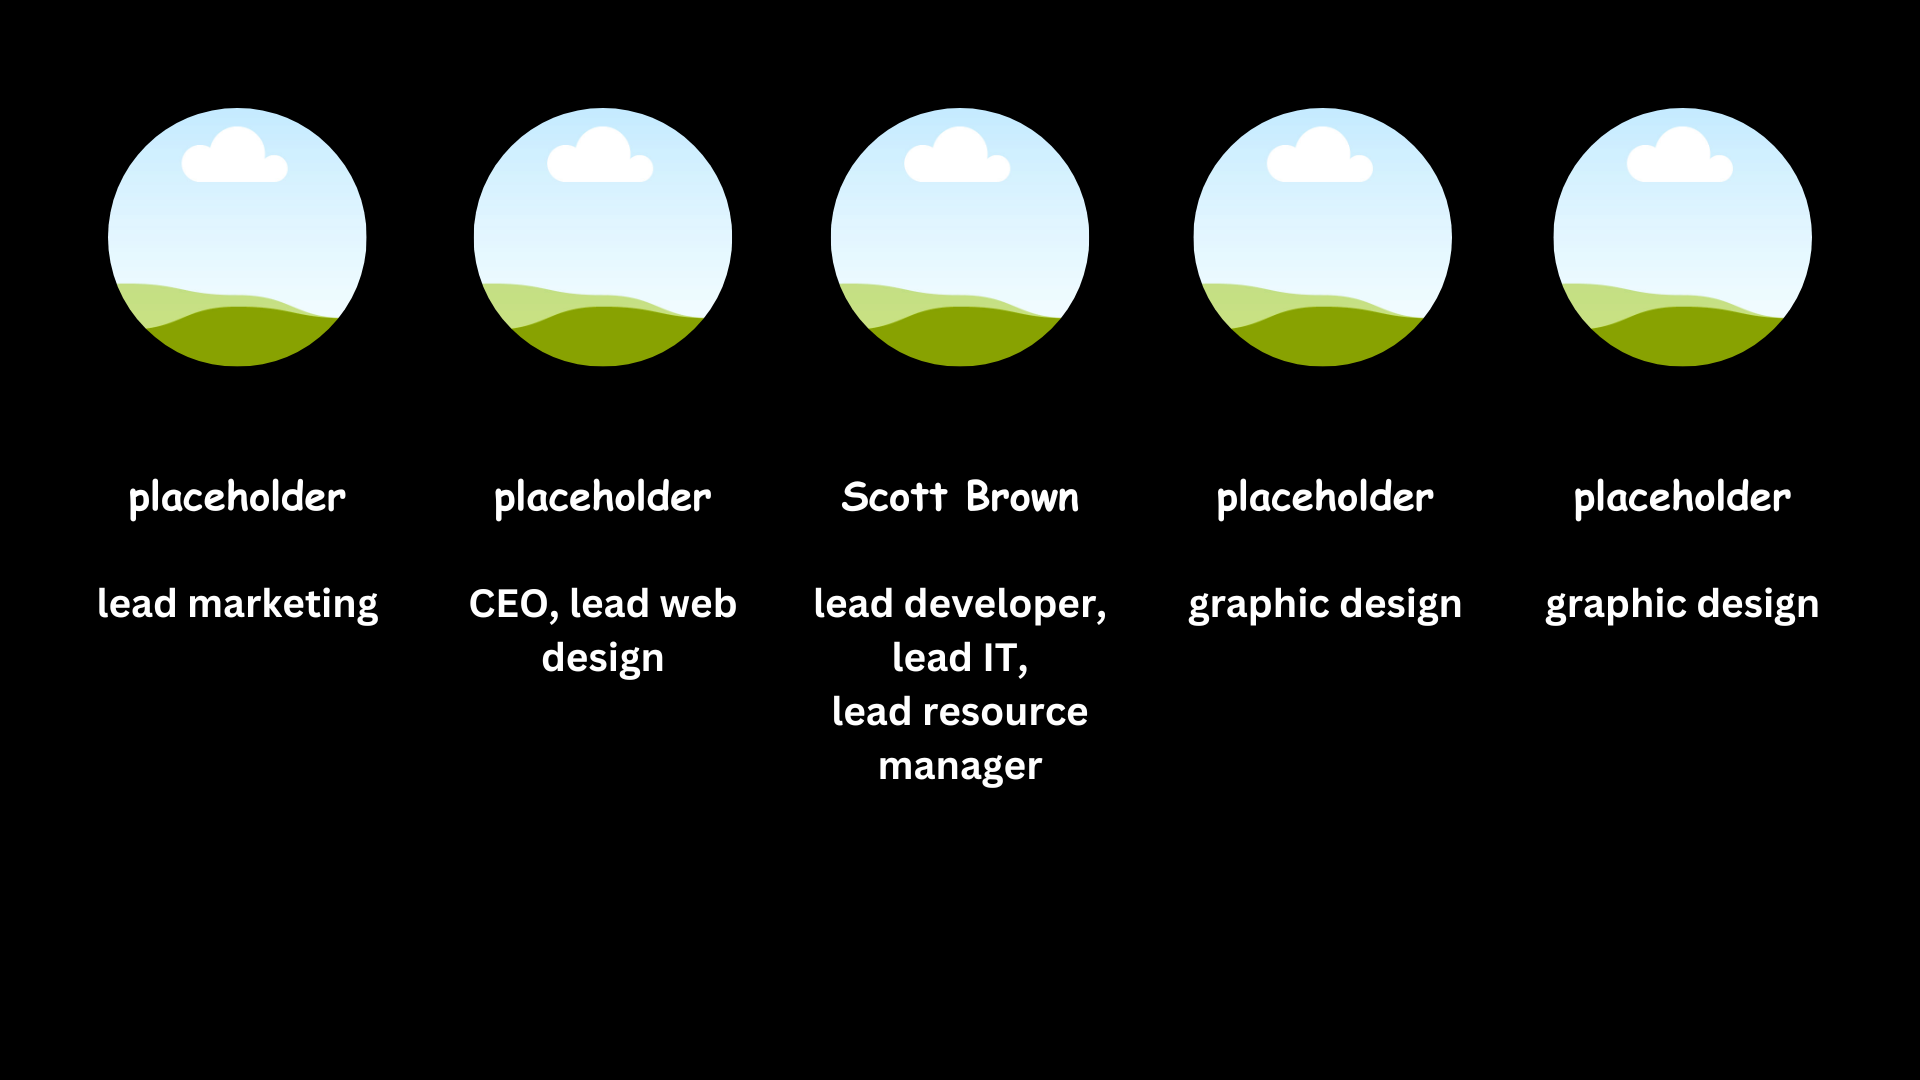 placeholder
lead marketing
placeholder
CEO, lead web
design
Scott Brown
lead developer,
lead IT,
lead resource
manager
placeholder
graphic design
placeholder
graphic design